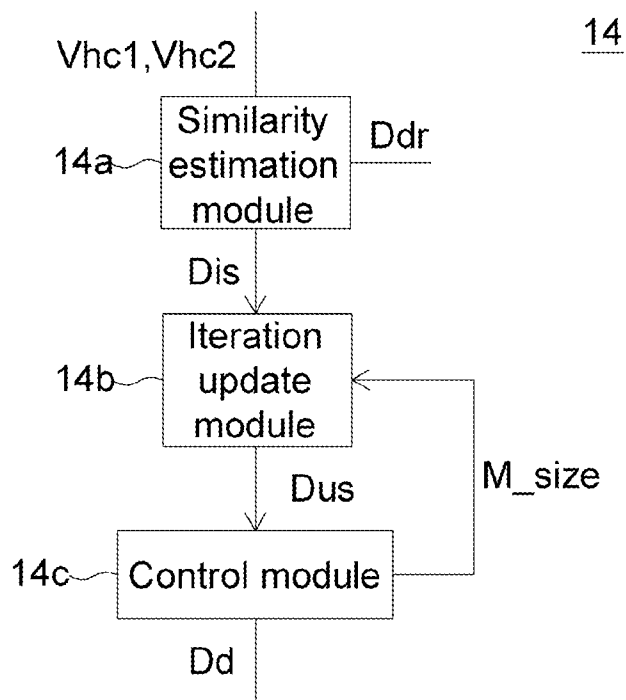 14
Vhc1,Vhc2
Similarity
estimation
module
14a
Ddr
Dis
Iteration
update
module
14b
Dus
M_size
14c
Control module
Dd